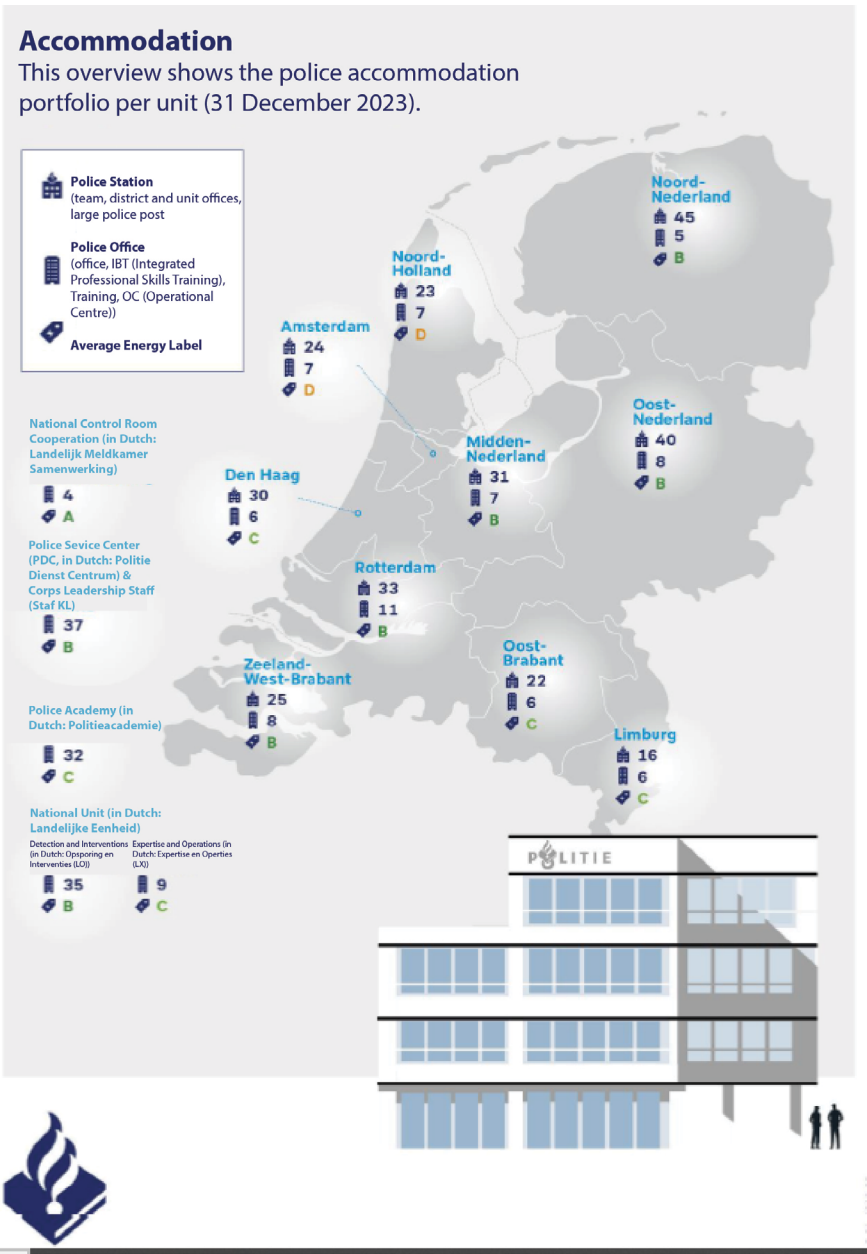 Accommodation
This overview shows the police accommodation
portfolio per unit (31 December 2023).
Police Station
(team, district and unit offices,
large police post
Police Office
(office, IBT (Integrated
Professional Skills Training),
Training, OC (Operational
Centre))
Average Energy Label
Noord-
Nederland
45
5
B
Noord-
Holland
23
7
D
Amsterdam
24
7
D
Oost-
Nederland
40
8
B
Midden-
Nederland
31
7
B
Den Haag
30
6
C
Rotterdam
33
11
B
Zeeland-
West-Brabant
25
8
B
Oost-
Brabant
22
6
C
Limburg
16
6
C
National Control Room
Cooperation (in Dutch:
Landelijk Meldkamer
Samenwerking)
4
A
Police Sevice Center
(PDC, in Dutch: Politie
Dienst Centrum) &
Corps Leadership Staff
(Staf KL)
37
B
Police Academy (in
Dutch: Politieacademie)
32
C
National Unit (in Dutch:
Landelijke Eenheid)
Detection and Interventions
(in Dutch: Opsporing en
Interventies (LO))
35
B
Expertise and Operations (in
Dutch: Expertise en Operties
(LX))
9
C
POLITIE